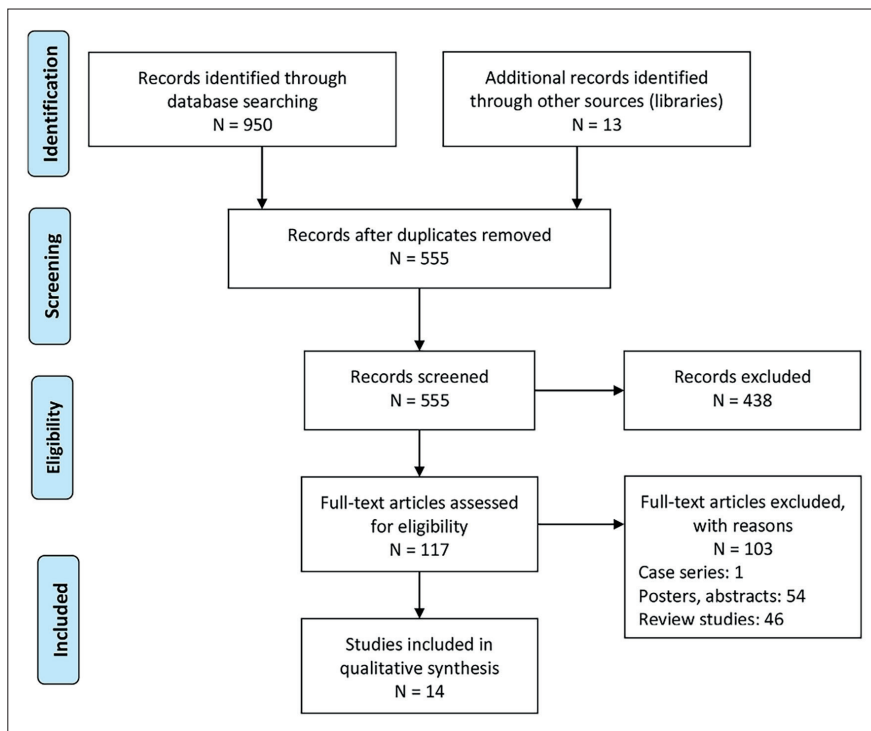 Identification
Records identified through
database searching
N = 950
Additional records identified
through other sources (libraries)
N = 13
Screening
Records after duplicates removed
N = 555
Records screened
N = 555
Records excluded
N = 438
Eligibility
Full-text articles assessed
for eligibility
N = 117
Full-text articles excluded,
with reasons
N = 103
Case series: 1
Posters, abstracts: 54
Review studies: 46
Included
Studies included in
qualitative synthesis
N = 14